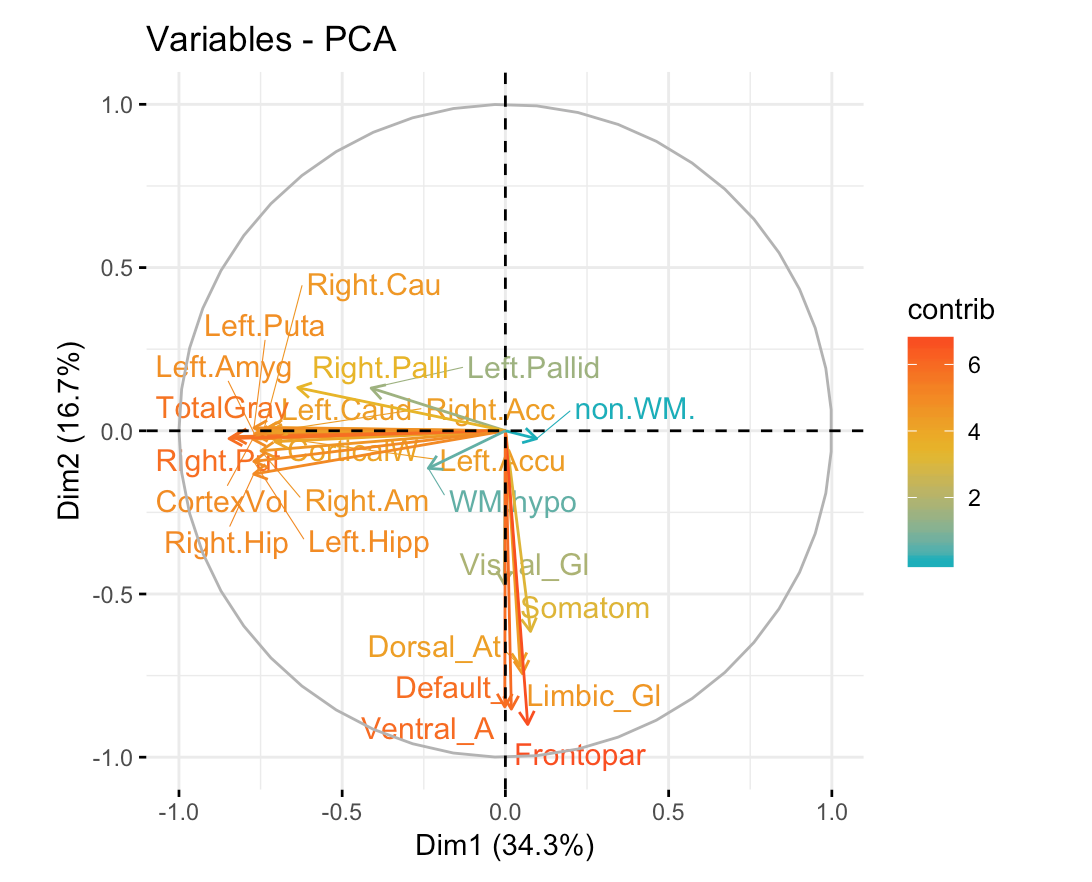 Variables - PCA
1.0
0.5
0.0
-0.5
-1.0
Dim2 (16.7%)
Right.Cau
Left.Puta
Left.Amyg
Right.Palli
Left.Pallid
TotalGray
Left.Caud
Right.Acc
non.WM.
CorticalW
Right.Put
Left.Accu
CortexVol
Right.Am
WM.hypo
Right.Hip
Left.Hipp
Visual_Gl
Somatom
Dorsal_At
Default_
Limbic_Gl
Ventral_A
Frontopar
-1.0
-0.5
0.0
0.5
1.0
Dim1 (34.3%)
contrib
6
4
2